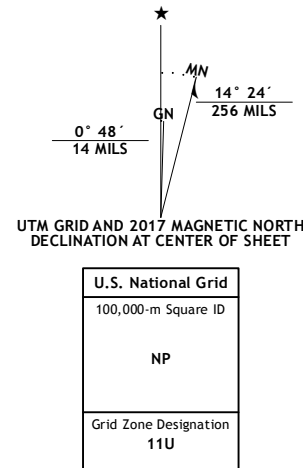 MN
GN
14° 24´
256 MILS
0° 48´
14 MILS
UTM GRID AND 2017 MAGNETIC NORTH
DECLINATION AT CENTER OF SHEET
U.S. National Grid
100,000-m Square ID
NP
Grid Zone Designation
11U